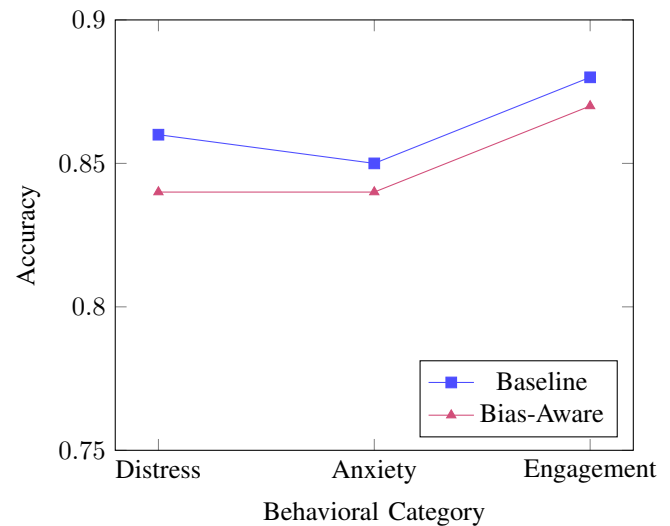 0.9
0.85
0.8
0.75
Accuracy
Baseline
Bias-Aware
Distress Anxiety Engagement
Behavioral Category